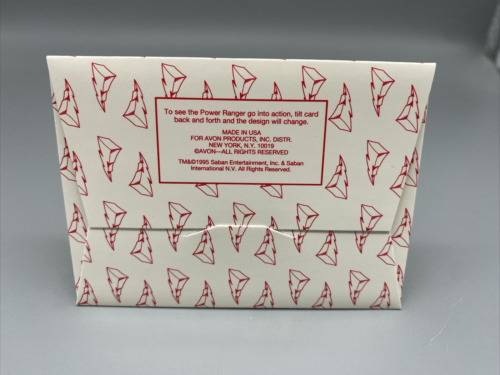 To see the Power Ranger go into action, tilt card
back and forth and the design will change.
MADE IN USA
FOR AVON PRODUCTS, INC. DISTR.
NEW YORK, N.Y. 10019
©AVON—ALL RIGHTS RESERVED
TM&©1995 Saban Entertainment, Inc. & Saban
International N.V. All Rights Reserved.